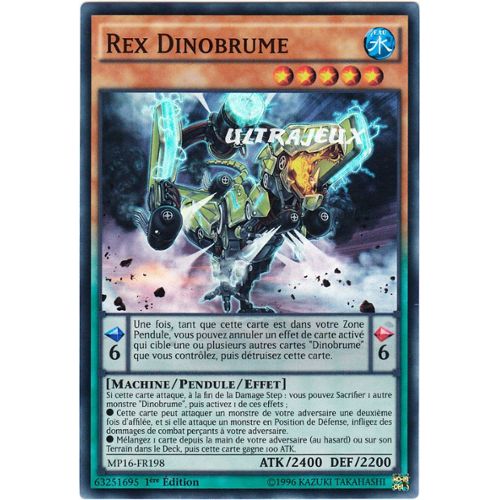 REX DINOBRUME
EAU
水
ULTRAJEUX
Une fois, tant que cette carte est dans votre Zone
Pendule, vous pouvez annuler un effet de carte activé
qui cible une ou plusieurs autres cartes "Dinobrume"
que vous contrôlez, puis détruisez cette carte.
6
6
[MACHINE/PENDULE/EFFET]
Si cette carte attaque, à la fin de la Damage Step : vous pouvez Sacrifier 1 autre
monstre "Dinobrume", puis activez 1 de ces effets ;
● Cette carte peut attaquer un monstre de votre adversaire une deuxième
fois d'affilée, et si elle attaque un monstre en Position de Défense, infligez des
dommages de combat perçants à votre adversaire.
● Mélangez 1 carte depuis la main de votre adversaire (au hasard) ou sur son
Terrain dans le Deck, puis cette carte gagne 100 ATK.
MP16-FR198
ATK/2400 DEF/2200
63251695
1ère Édition
©1996 KAZUKI TAKAHASHI